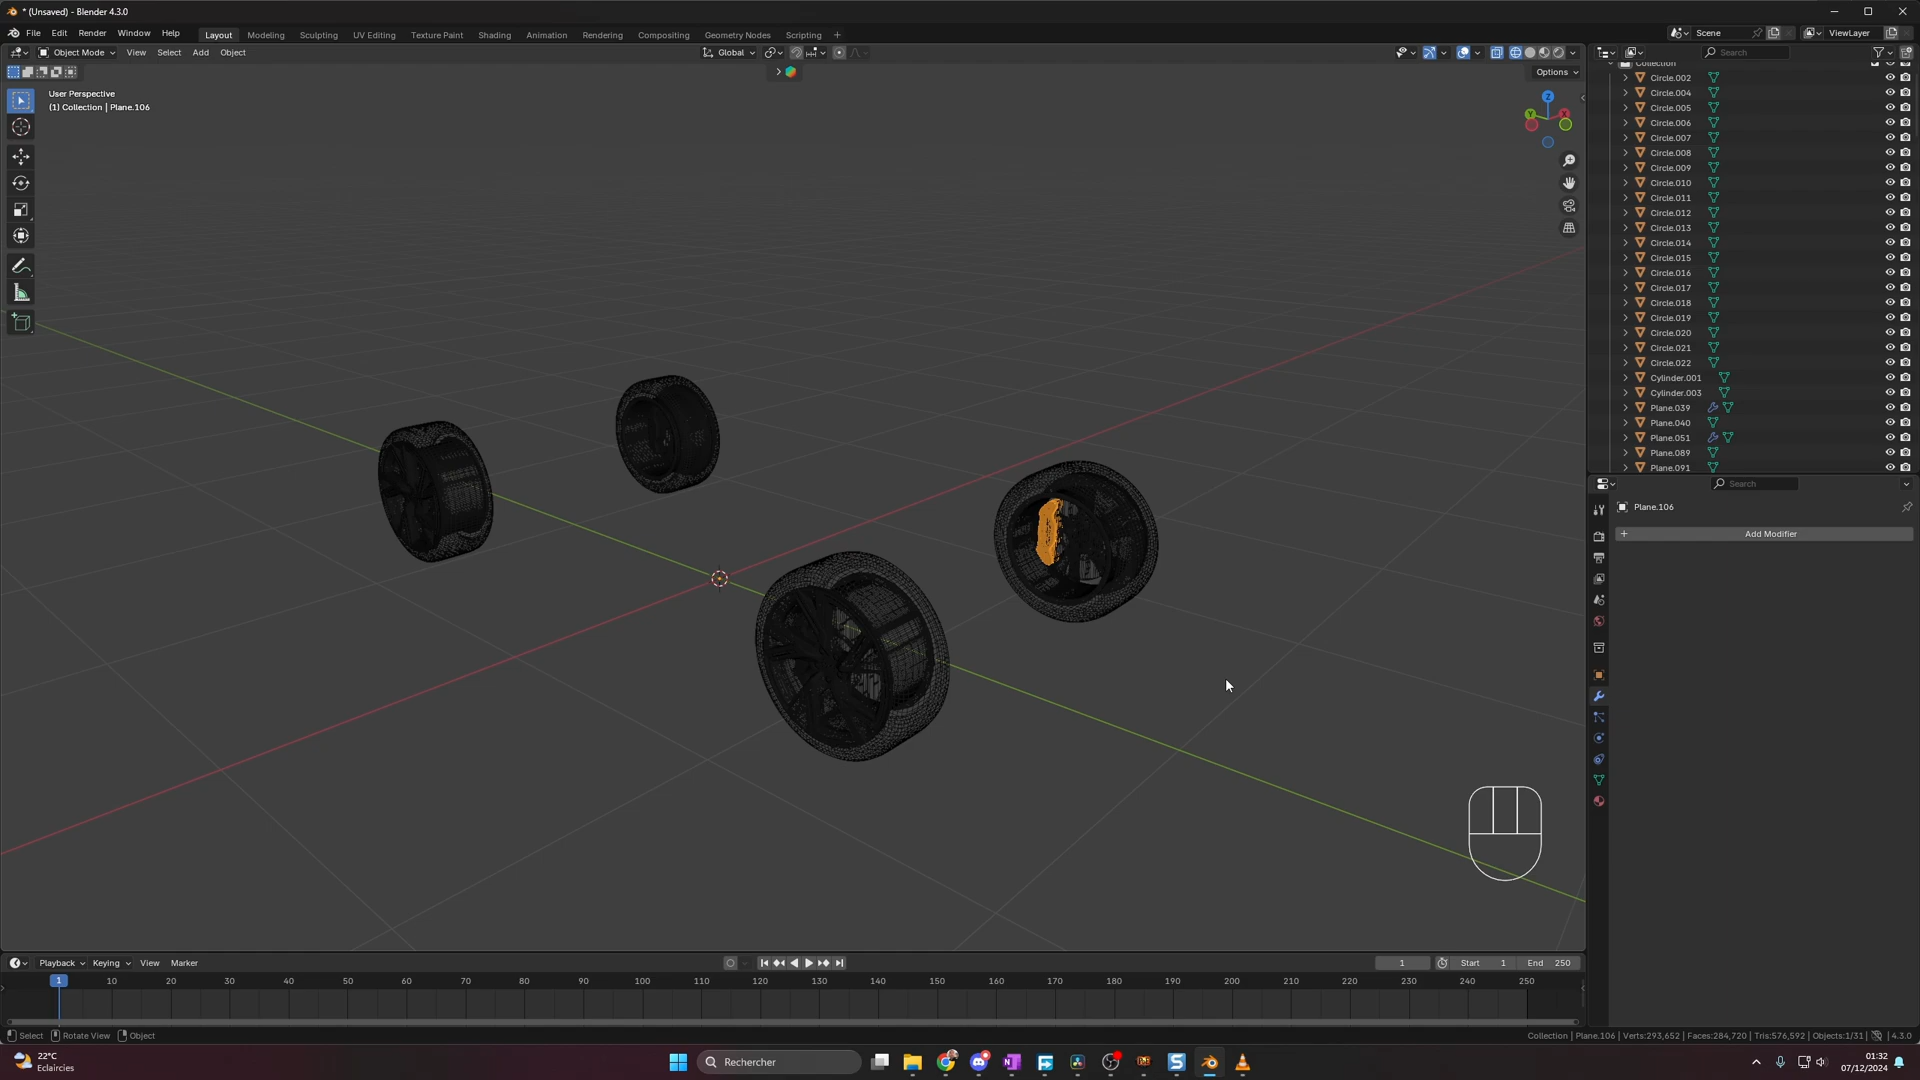 * (Unsaved) - Blender 4.3.0
File Edit Render Window Help Layout Modeling Sculpting UV Editing Texture Paint Shading Animation Rendering Compositing Geometry Nodes Scripting + Scene ViewLayer
Object Mode View Select Add Object Global Search
Options
User Perspective
(1) Collection | Plane.106
Z
Y
X
Collection
Circle.002
Circle.004
Circle.005
Circle.006
Circle.007
Circle.008
Circle.009
Circle.010
Circle.011
Circle.012
Circle.013
Circle.014
Circle.015
Circle.016
Circle.017
Circle.018
Circle.019
Circle.020
Circle.021
Circle.022
Cylinder.001
Cylinder.003
Plane.039
Plane.040
Plane.051
Plane.089
Plane.091
Search
Plane.106
+ Add Modifier
Playback Keying View Marker 1 Start 1 End 250
1 10 20 30 40 50 60 70 80 90 100 110 120 130 140 150 160 170 180 190 200 210 220 230 240 250
Select Rotate View Object Collection | Plane.106 | Verts:293,652 | Faces:284,720 | Tris:576,592 | Objects:1/31 | 4.3.0
22°C
Eclaircies
Rechercher
01:32
07/12/2024